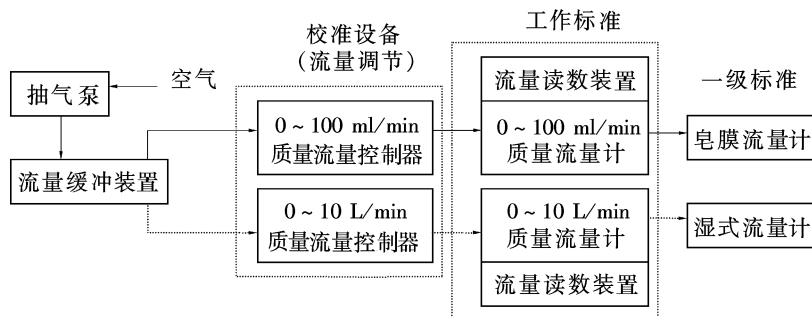 工作标准
校准设备
(流量调节)
一级标准
空气
抽气泵
流量缓冲装置
0~100 ml/min
质量流量控制器
0~10 L/min
质量流量控制器
流量读数装置
0~100 ml/min
质量流量计
0~10 L/min
质量流量计
流量读数装置
皂膜流量计
湿式流量计